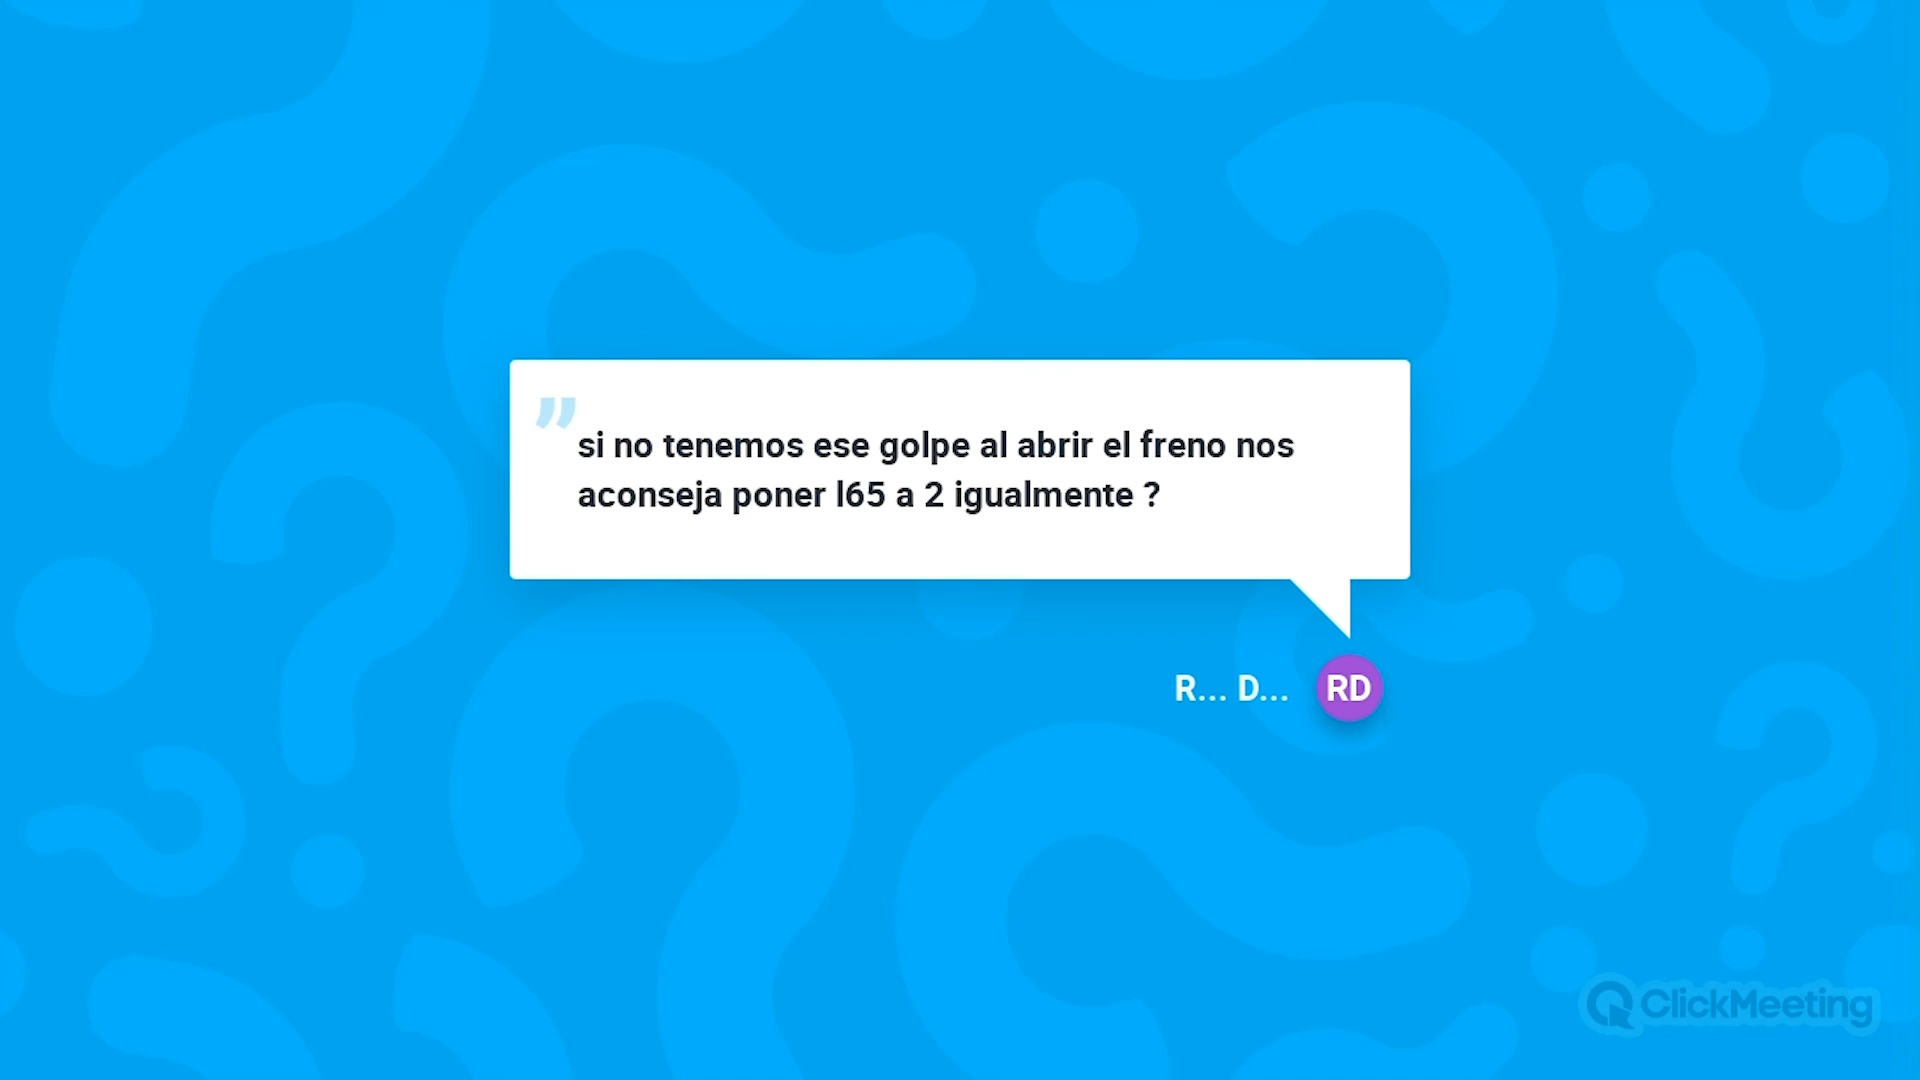 si no tenemos ese golpe al abrir el freno nos
aconseja poner l65 a 2 igualmente ?
R... D... RD
ClickMeeting